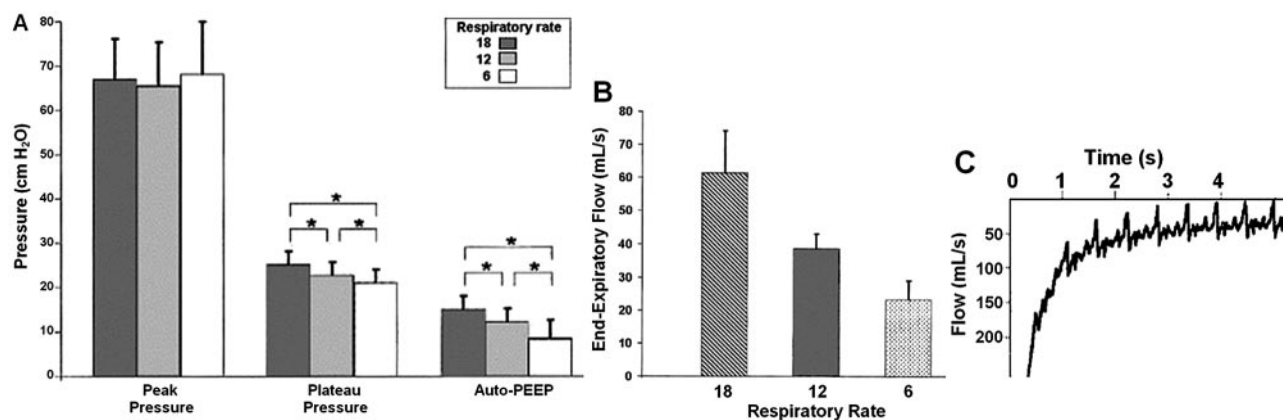 A
80
70
60
50
40
30
20
10
0
Pressure (cm H₂O)
Respiratory rate
18
12
6
*
* *
*
* *
Peak
Pressure
Plateau
Pressure
Auto-PEEP
B
80
70
60
50
40
30
20
10
0
End-Expiratory Flow (mL/s)
18 12 6
Respiratory Rate
C
Time (s)
0 1 2 3 4
50
100
150
200
Flow (mL/s)